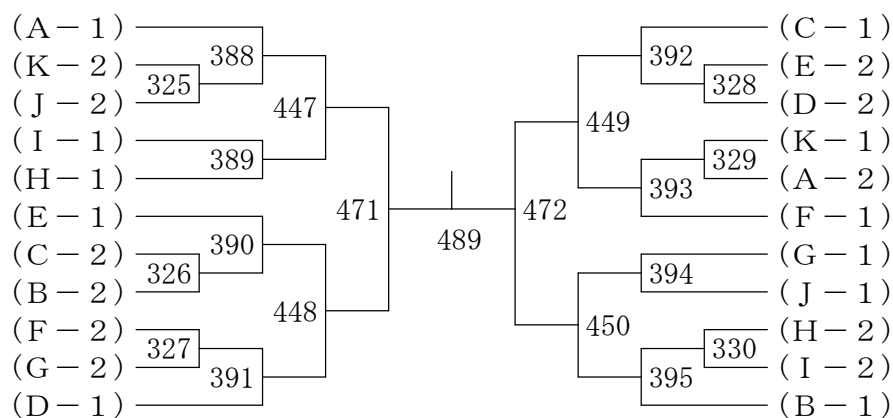 (A－1)
388
(K－2)
325
(J－2)
447
(I－1)
389
(H－1)
471
(E－1)
390
(C－2)
326
(B－2)
448
(F－2)
327
(G－2)
391
(D－1)
489
(C－1)
392
(E－2)
328
(D－2)
449
(K－1)
329
(A－2)
393
(F－1)
472
(G－1)
394
(J－1)
450
(H－2)
330
(I－2)
395
(B－1)